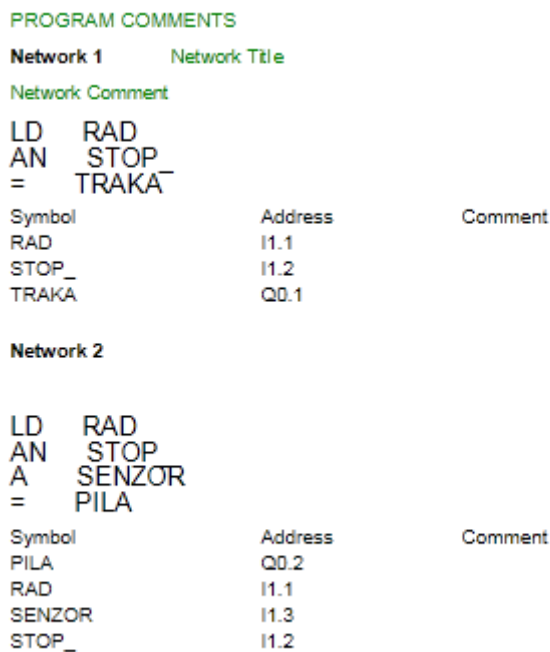 PROGRAM COMMENTS
Network 1 Network Title
Network Comment
LD RAD
AN STOP_
= TRAKA
Symbol Address Comment
RAD I1.1
STOP_ I1.2
TRAKA Q0.1
Network 2
LD RAD
AN STOP_
A SENZOR
= PILA
Symbol Address Comment
PILA Q0.2
RAD I1.1
SENZOR I1.3
STOP_ I1.2